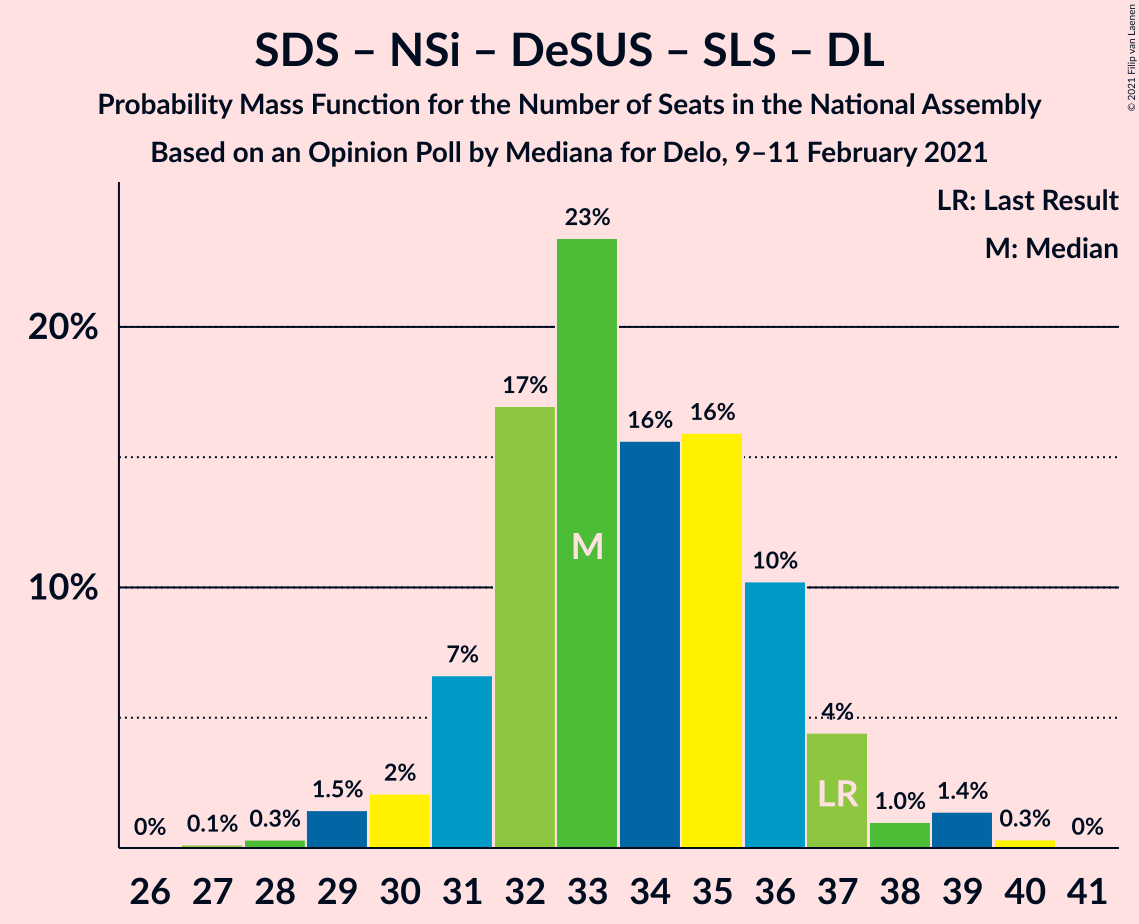 SDS – NSi – DeSUS – SLS – DL
Probability Mass Function for the Number of Seats in the National Assembly
Based on an Opinion Poll by Mediana for Delo, 9–11 February 2021
© 2021 Filip van Laenen
LR: Last Result
M: Median
20%
10%
0%
0.1%
0.3%
1.5%
2%
7%
17%
23%
16%
16%
10%
4%
1.0%
1.4%
0.3%
0%
M
LR
26 27 28 29 30 31 32 33 34 35 36 37 38 39 40 41